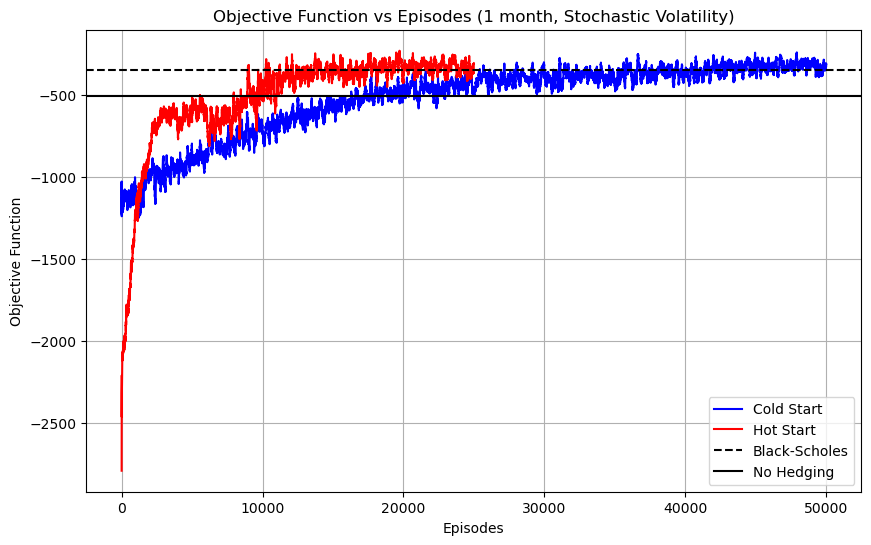 Objective Function vs Episodes (1 month, Stochastic Volatility)
Objective Function
−500
−1000
−1500
−2000
−2500
0
10000
20000
30000
40000
50000
Episodes
Cold Start
Hot Start
Black-Scholes
No Hedging